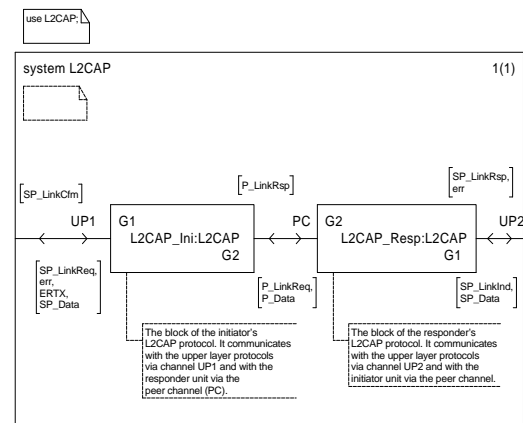 use L2CAP;
system L2CAP
1(1)
[SP_LinkCfm]
[P_LinkRsp]
[SP_LinkRsp,
err]
UP1
G1
PC
G2
UP2
L2CAP_Ini:L2CAP
L2CAP_Resp:L2CAP
G2
G1
[SP_LinkReq,
err,
ERTX,
SP_Data]
[P_LinkReq,
P_Data]
[SP_LinkInd,
SP_Data]
The block of the initiator's
L2CAP protocol. It communicates
with the upper layer protocols
via channel UP1 and with the
responder unit via the
peer channel (PC).
The block of the responder's
L2CAP protocol. It communicates
with the upper layer protocols
via channel UP2 and with the
initiator unit via the peer channel.